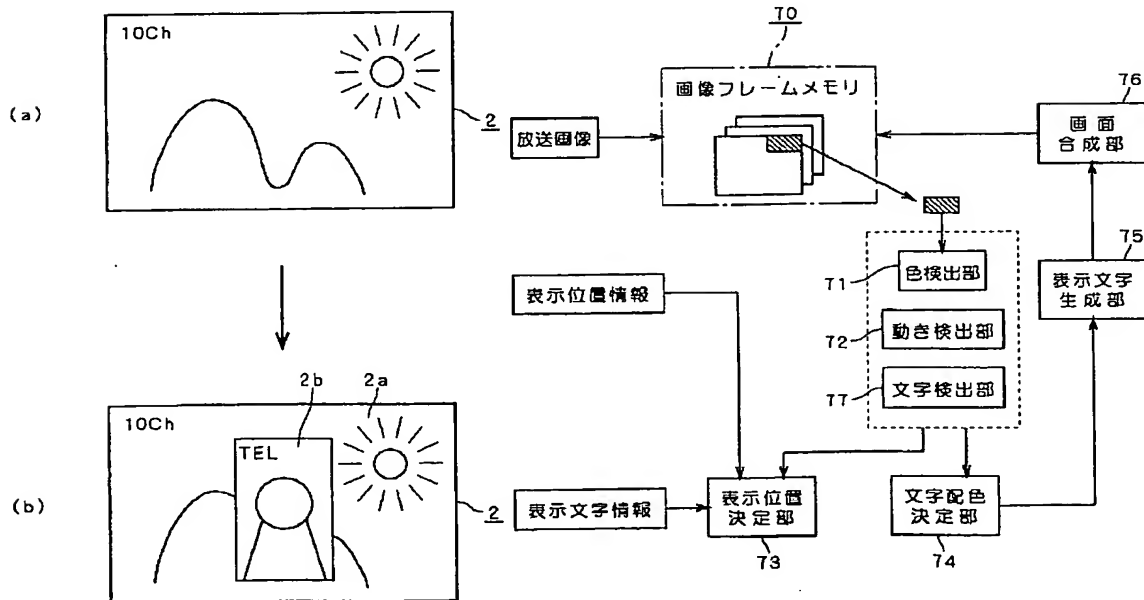 (a)
10Ch
2
(b)
10Ch
TEL
2b
2a
2
70
画像フレームメモリ
放送画像
表示位置情報
表示文字情報
71
色検出部
72
動き検出部
77
文字検出部
表示位置
決定部
73
文字配色
決定部
74
75
表示文字
生成部
76
画面
合成部